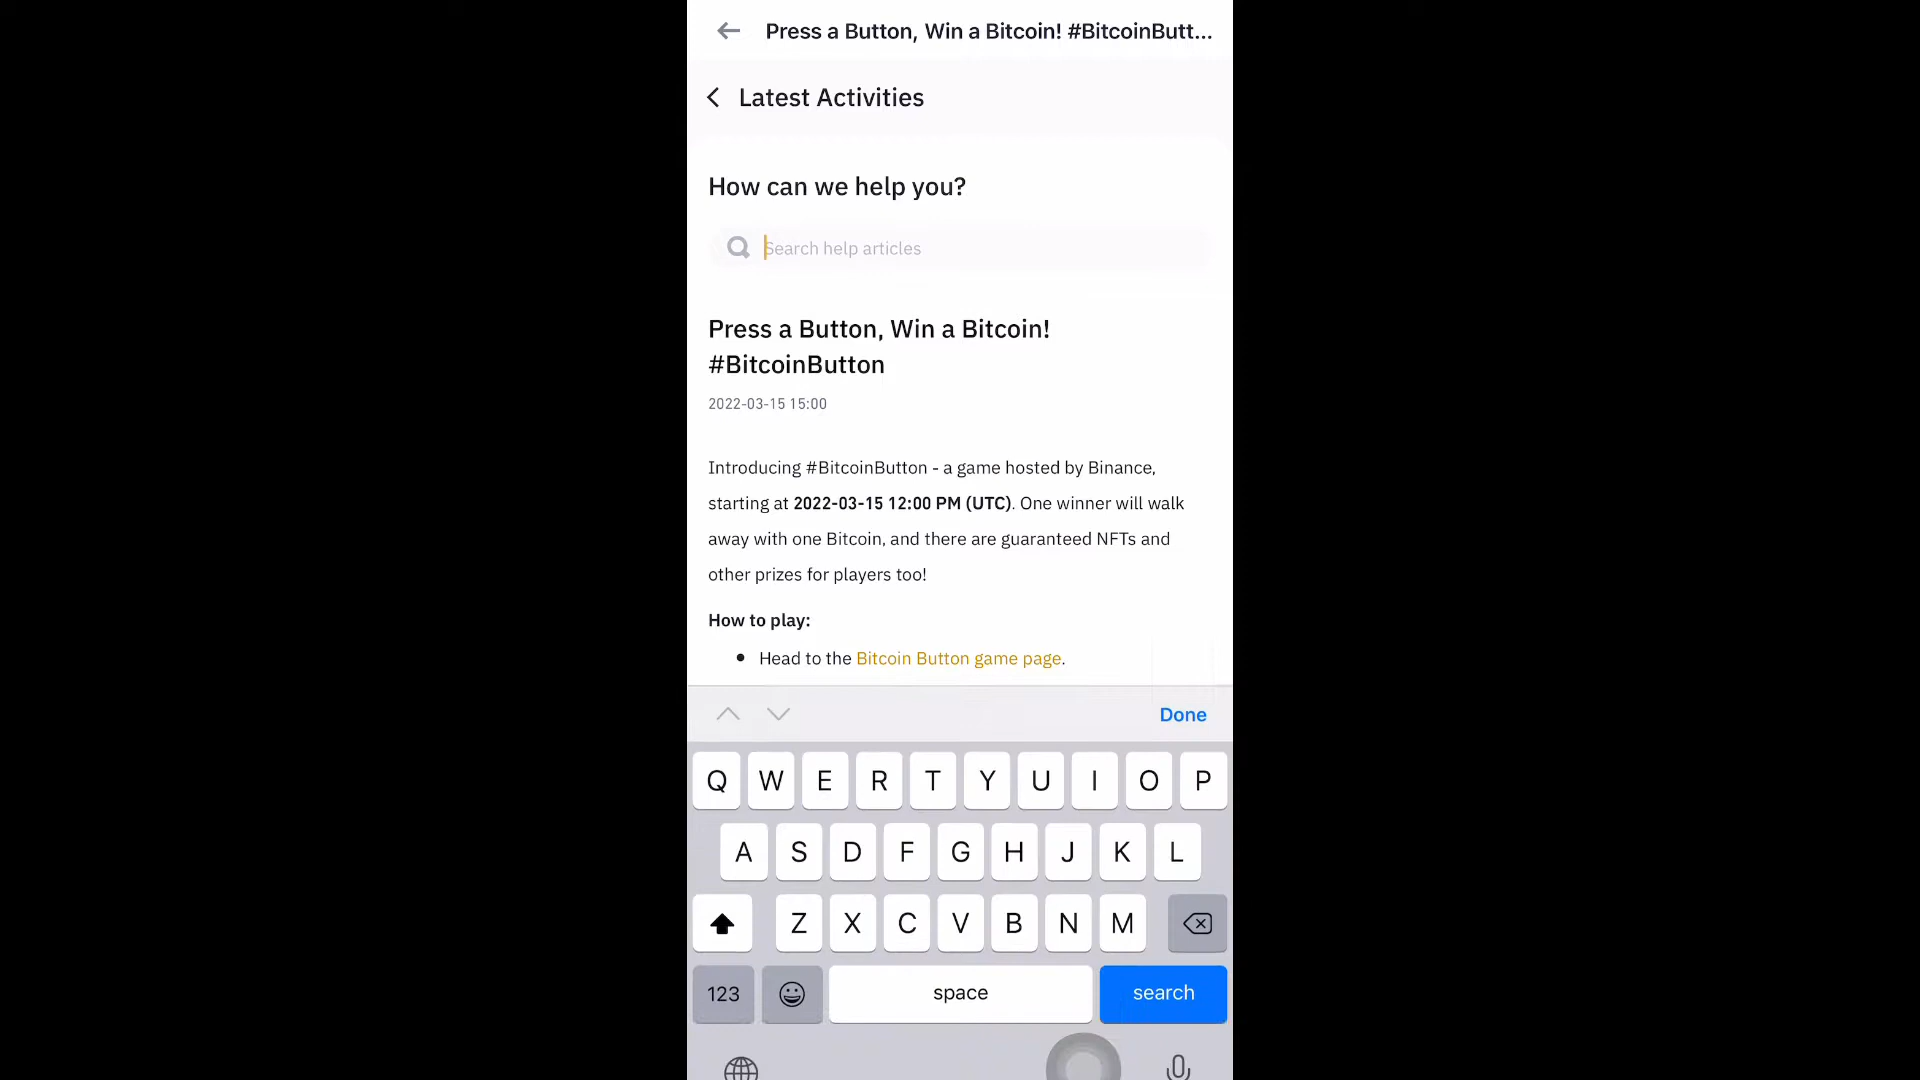 Press a Button, Win a Bitcoin! #BitcoinButt...
Latest Activities
How can we help you?
Search help articles
Press a Button, Win a Bitcoin!
#BitcoinButton
2022-03-15 15:00
Introducing #BitcoinButton - a game hosted by Binance,
starting at 2022-03-15 12:00 PM (UTC). One winner will walk
away with one Bitcoin, and there are guaranteed NFTs and
other prizes for players too!
How to play:
• Head to the Bitcoin Button game page.
Done
Q W E R T Y U I O P
A S D F G H J K L
Z X C V B N M
123 space search